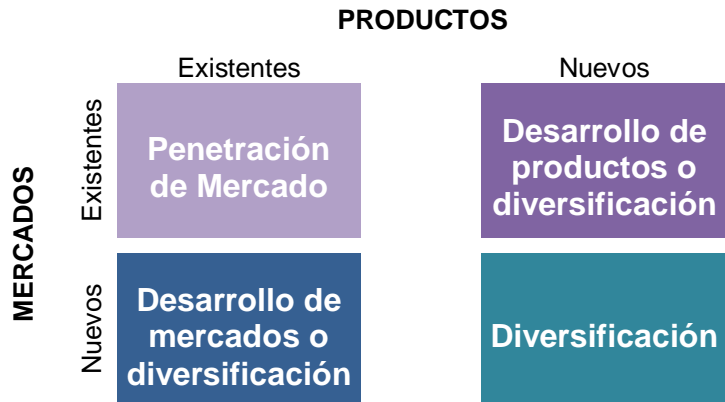 PRODUCTOS
Existentes
Nuevos
MERCADOS
Existentes
Penetración
de Mercado
Desarrollo de
productos o
diversificación
Nuevos
Desarrollo de
mercados o
diversificación
Diversificación